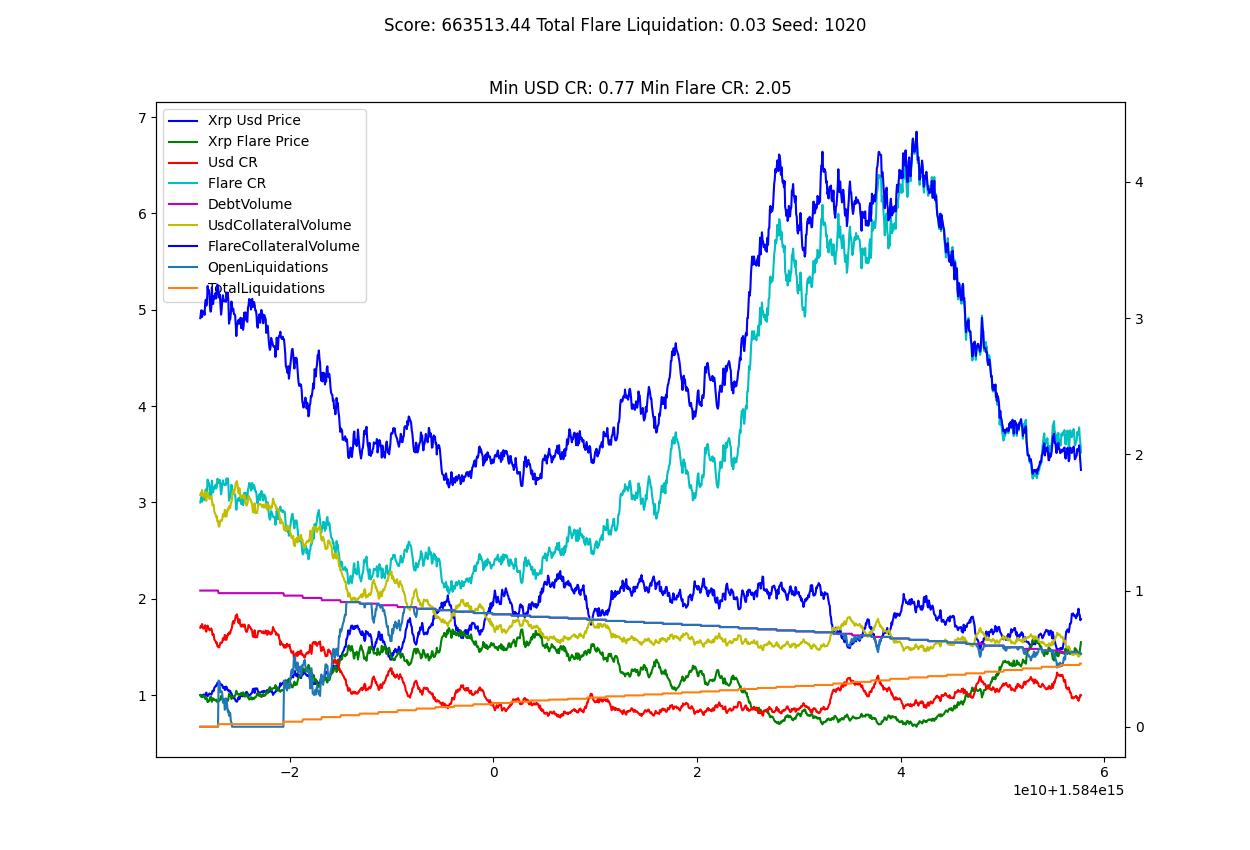 Score: 663513.44 Total Flare Liquidation: 0.03 Seed: 1020
Min USD CR: 0.77 Min Flare CR: 2.05
Xrp Usd Price
Xrp Flare Price
Usd CR
Flare CR
DebtVolume
UsdCollateralVolume
FlareCollateralVolume
OpenLiquidations
TotalLiquidations
7
6
5
4
3
2
1
4
3
2
1
0
−2
0
2
4
6
1e10+1.584e15